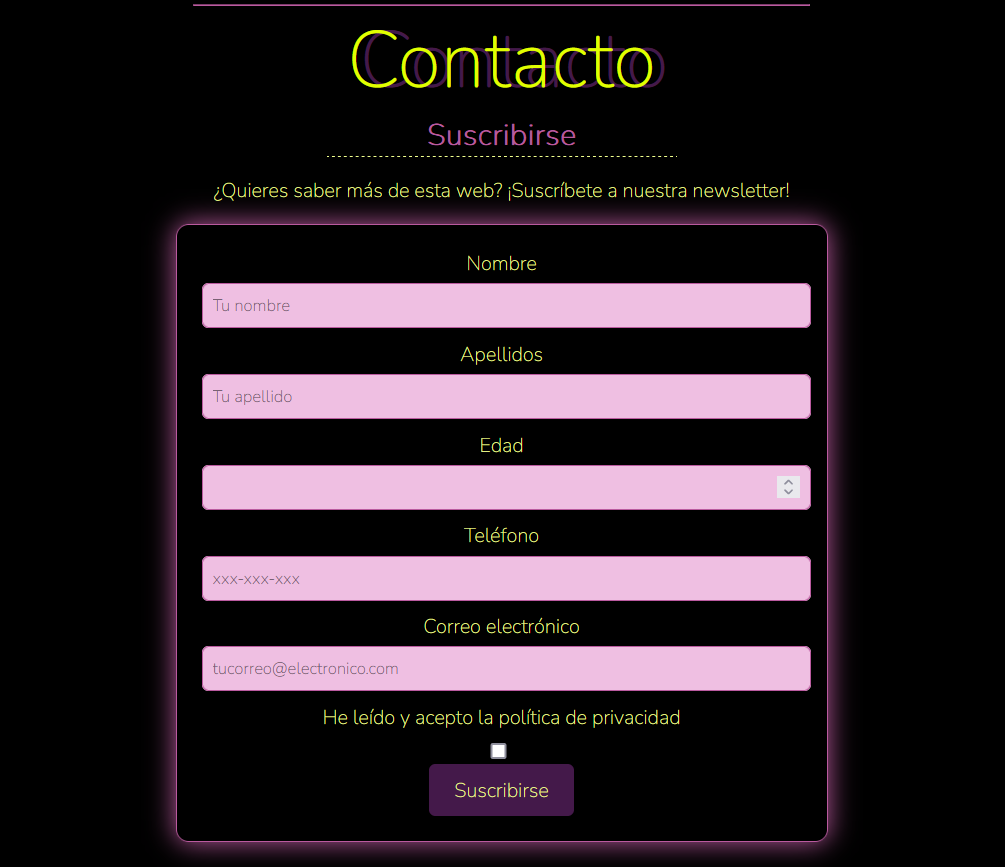 Contacto
Suscribirse
¿Quieres saber más de esta web? ¡Suscríbete a nuestra newsletter!
Nombre
Tu nombre
Apellidos
Tu apellido
Edad
Teléfono
xxx-xxx-xxx
Correo electrónico
tucorreo@electronico.com
He leído y acepto la política de privacidad
Suscribirse